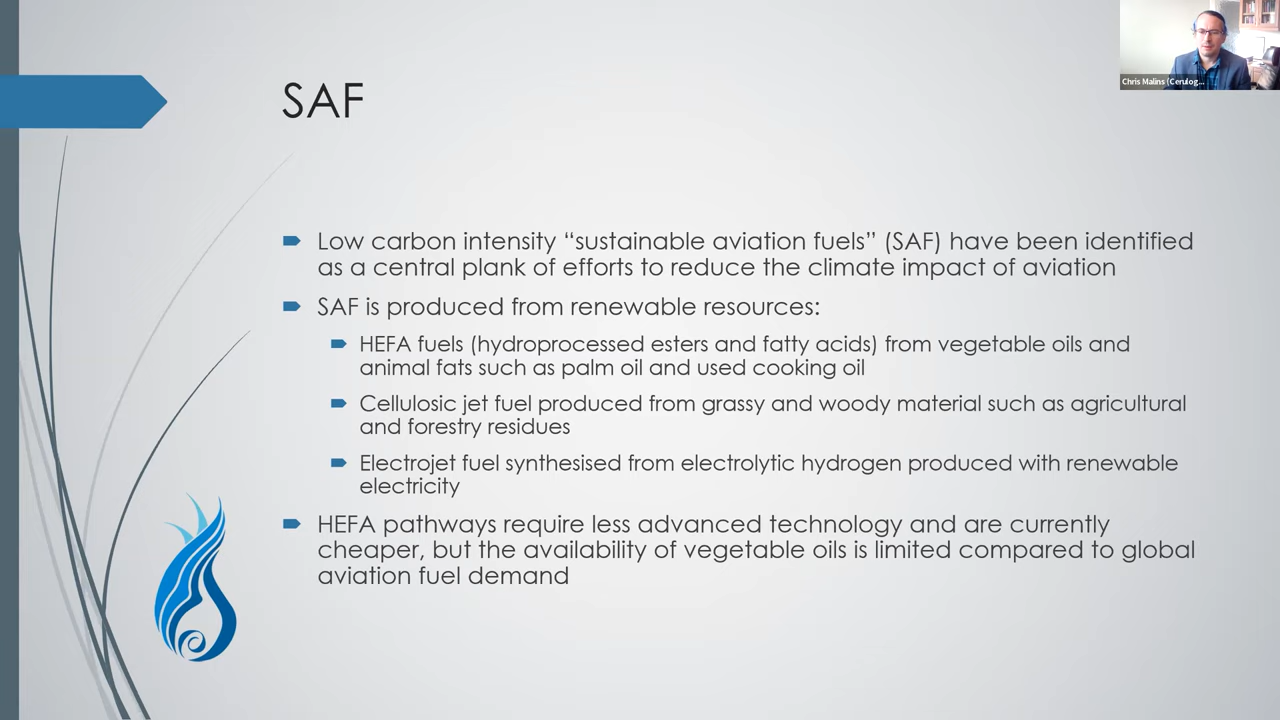 SAF
Chris Malins (Cerulog...
Low carbon intensity “sustainable aviation fuels” (SAF) have been identified
as a central plank of efforts to reduce the climate impact of aviation
SAF is produced from renewable resources:
HEFA fuels (hydroprocessed esters and fatty acids) from vegetable oils and
animal fats such as palm oil and used cooking oil
Cellulosic jet fuel produced from grassy and woody material such as agricultural
and forestry residues
Electrojet fuel synthesised from electrolytic hydrogen produced with renewable
electricity
HEFA pathways require less advanced technology and are currently
cheaper, but the availability of vegetable oils is limited compared to global
aviation fuel demand